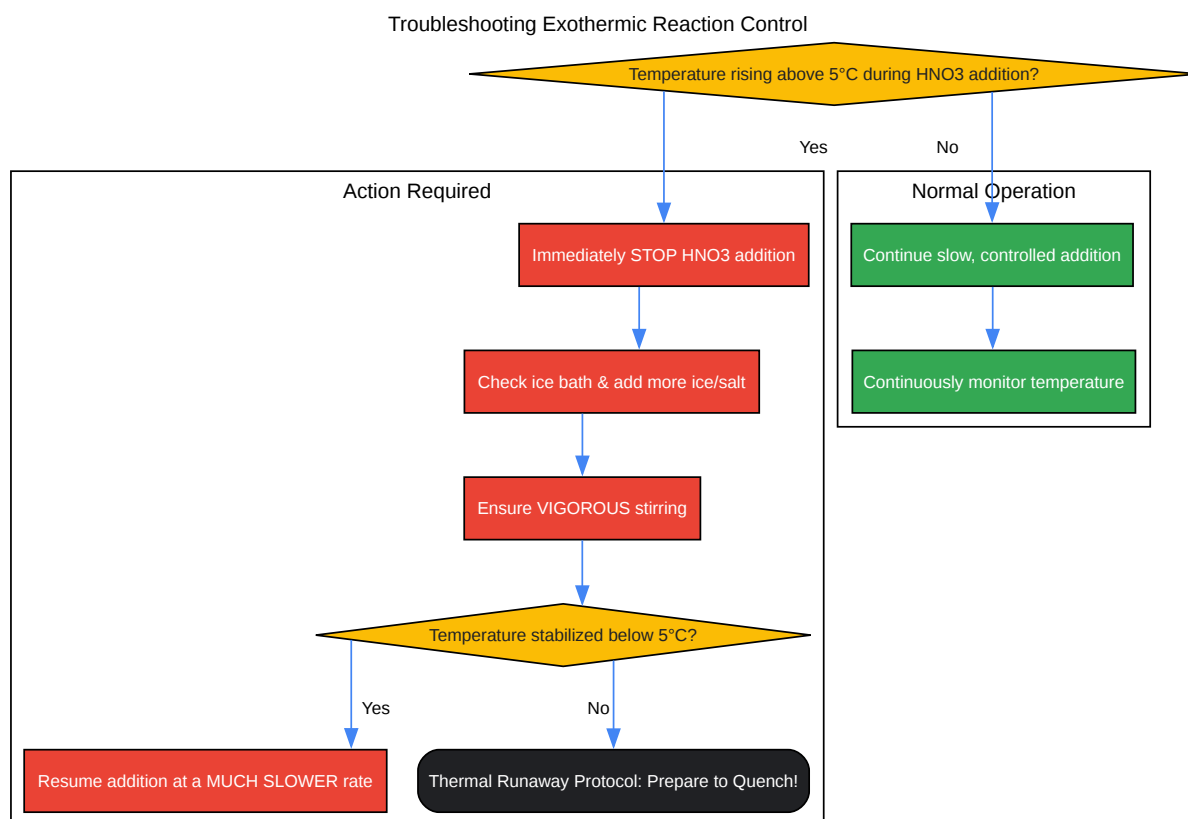 Troubleshooting Exothermic Reaction Control
Temperature rising above 5°C during HNO3 addition?
Yes
No
Action Required
Normal Operation
Immediately STOP HNO3 addition
Continue slow, controlled addition
Check ice bath & add more ice/salt
Continuously monitor temperature
Ensure VIGOROUS stirring
Temperature stabilized below 5°C?
Yes
No
Resume addition at a MUCH SLOWER rate
Thermal Runaway Protocol: Prepare to Quench!